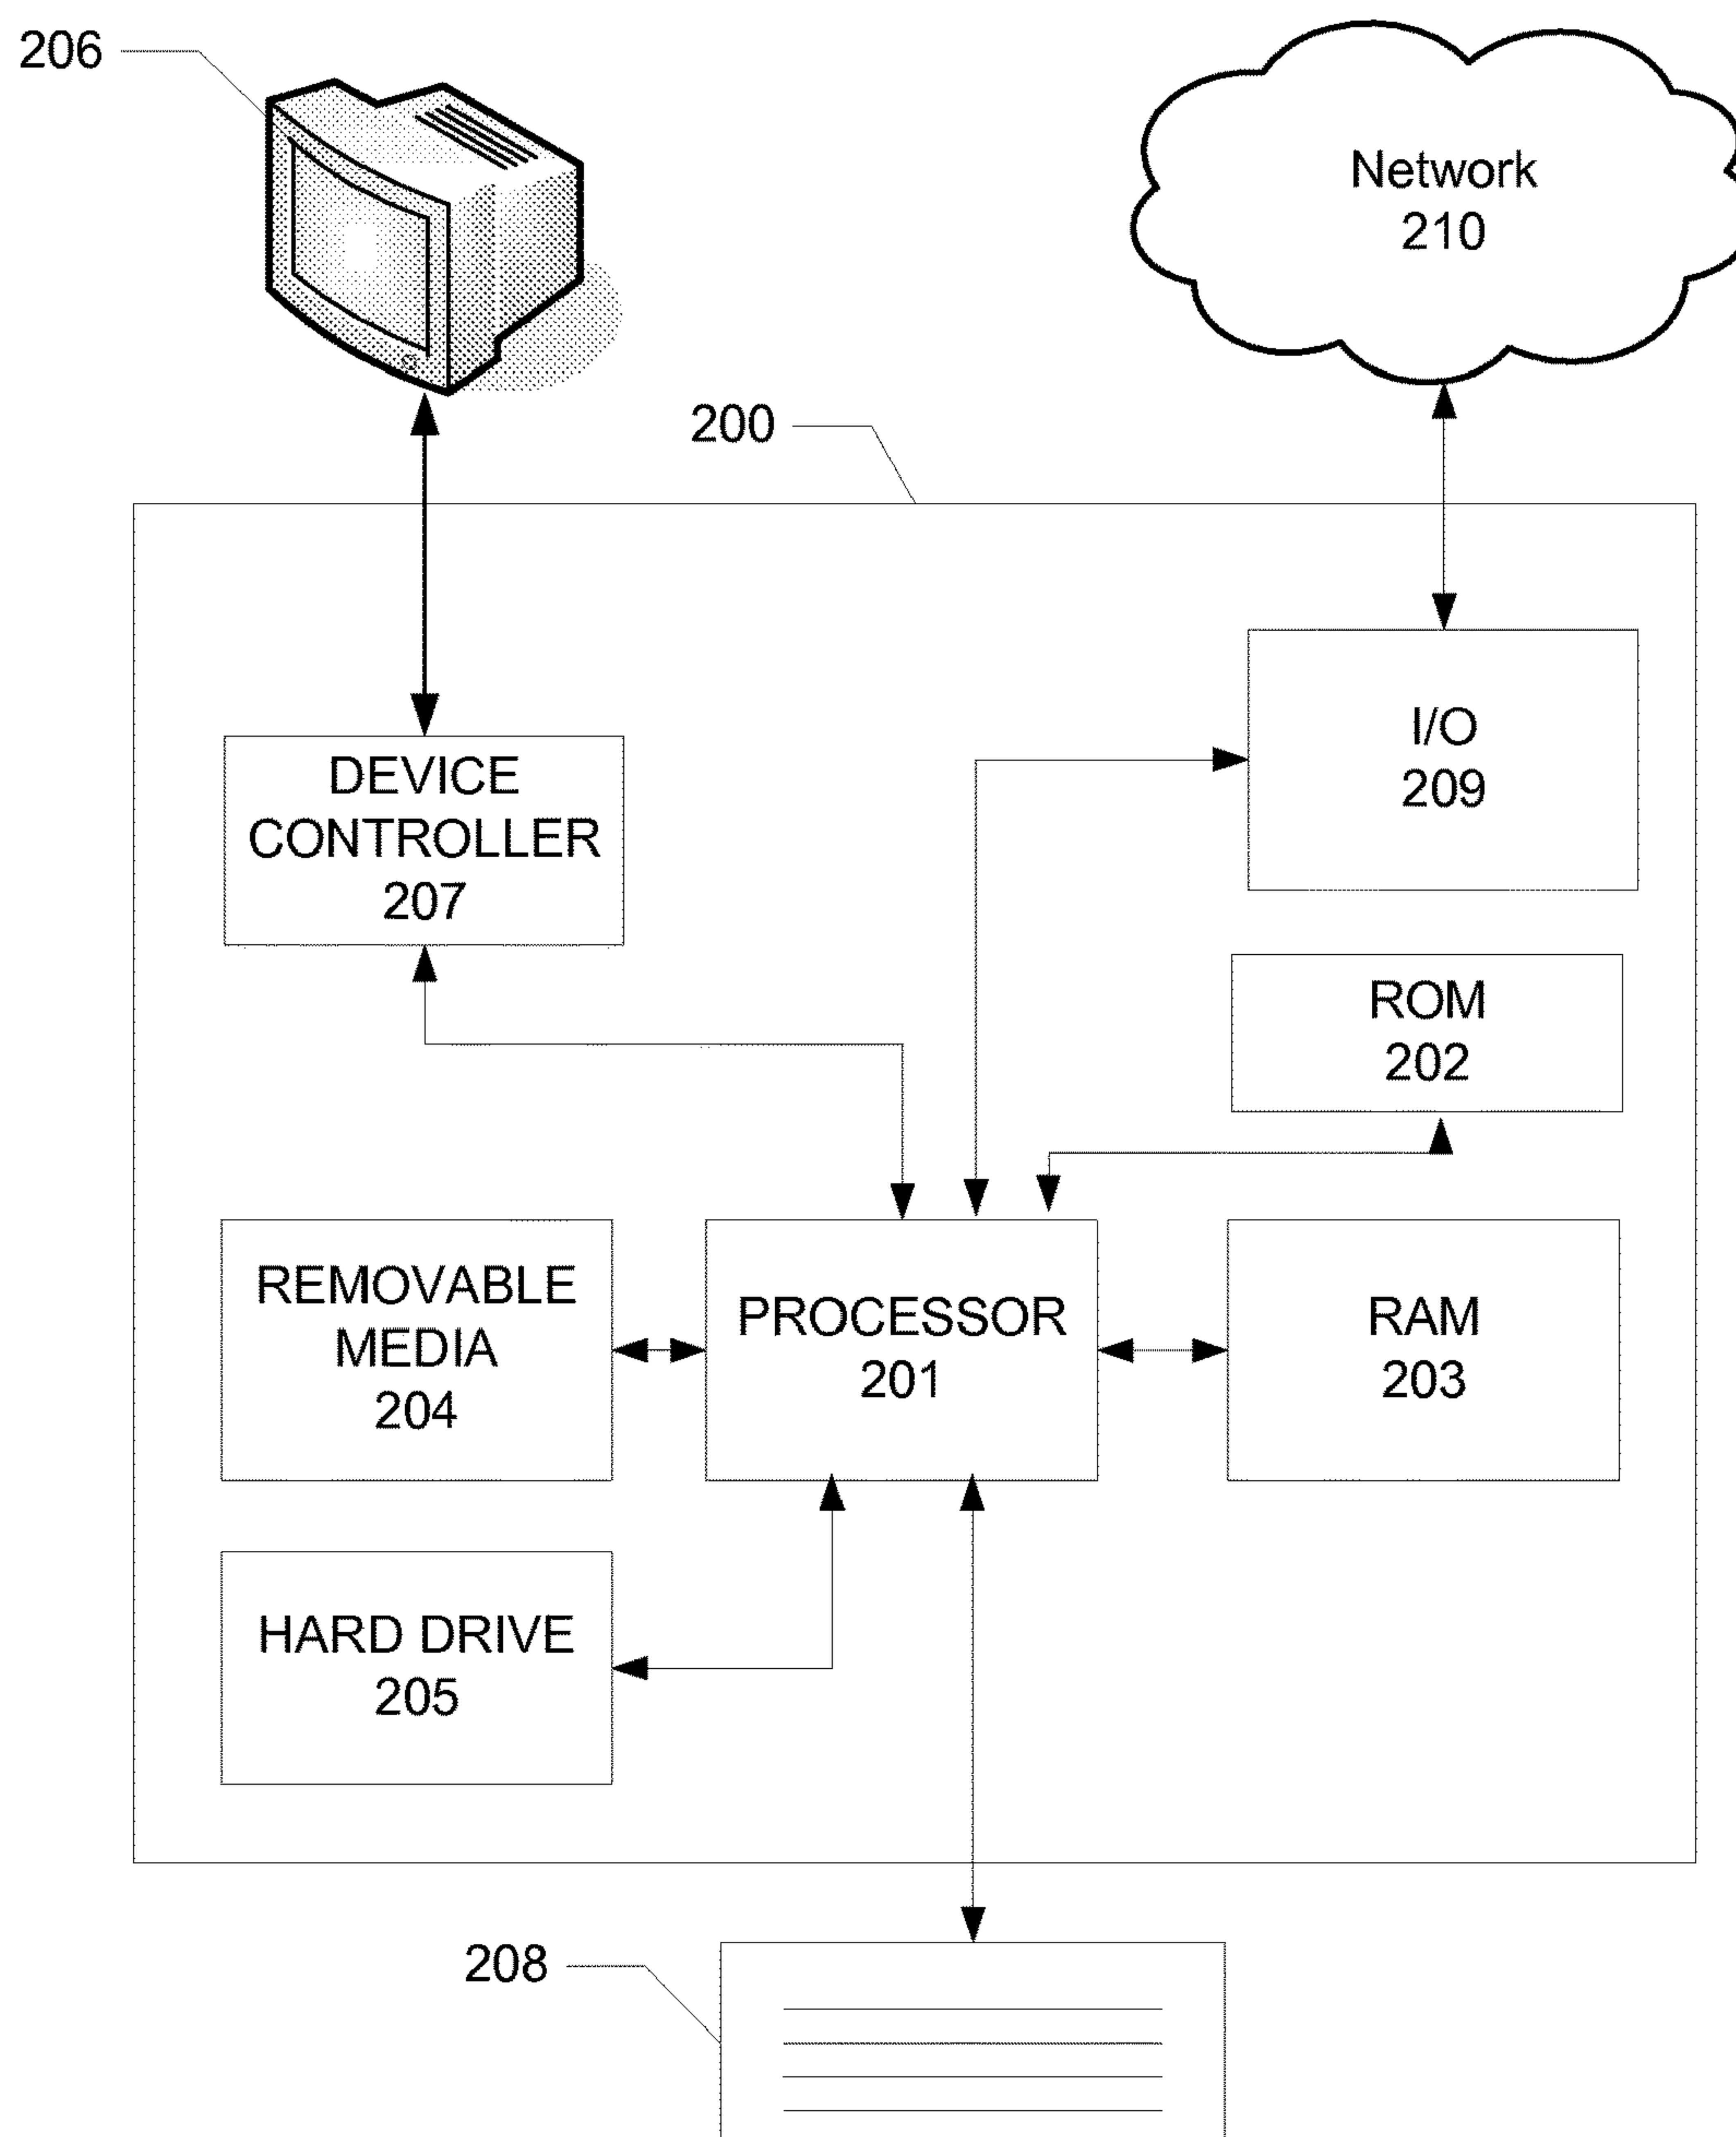 206
Network
210
200
I/O
209
DEVICE
CONTROLLER
207
ROM
202
REMOVABLE
MEDIA
204
PROCESSOR
201
RAM
203
HARD DRIVE
205
208